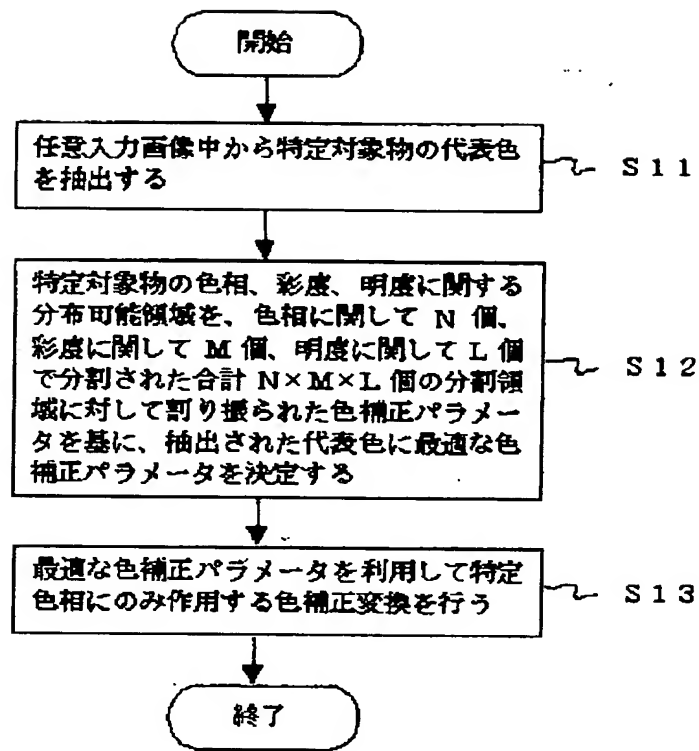 開始
任意入力画像中から特定対象物の代表色
を抽出する
S11
特定対象物の色相、彩度、明度に関する
分布可能領域を、色相に関して N 個、
彩度に関して M 個、明度に関して L 個
で分割された合計 N×M×L 個の分割領
域に対して割り振られた色補正パラメー
タを基に、抽出された代表色に最適な色
補正パラメータを決定する
S12
最適な色補正パラメータを利用して特定
色相にのみ作用する色補正変換を行う
S13
終了